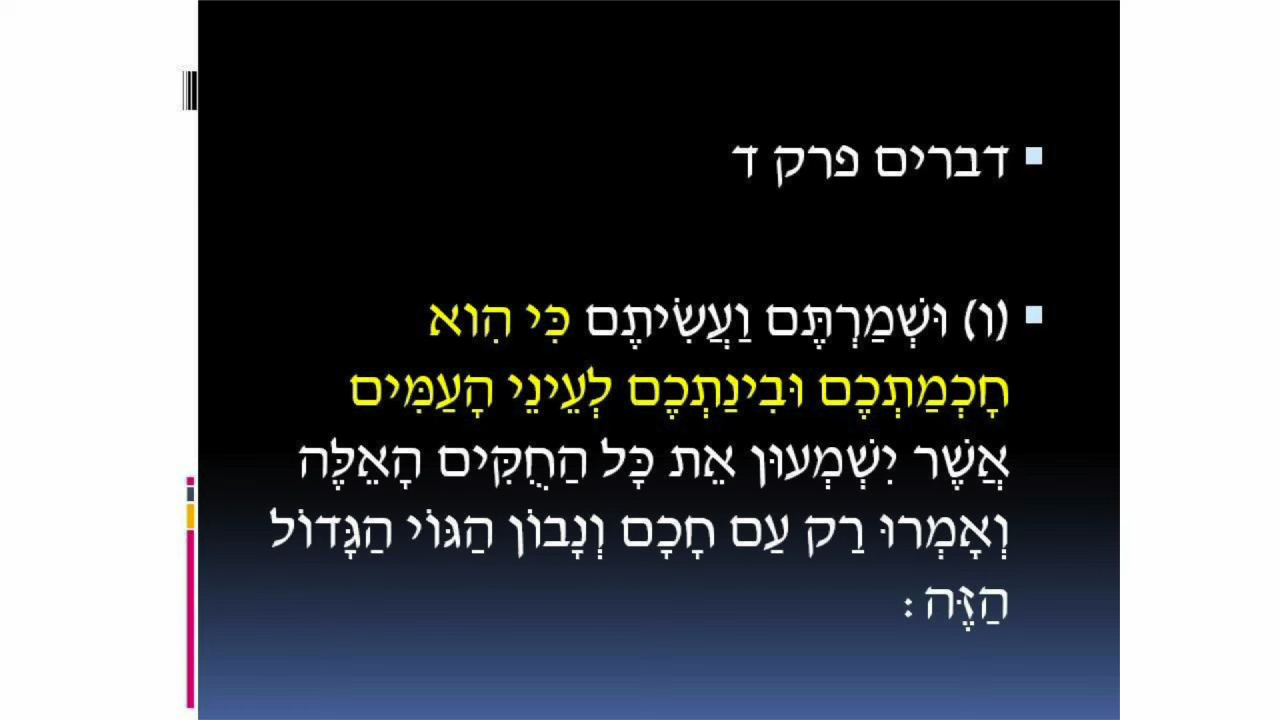 דברים פרק ד
(ו) וּשְׁמַרְתֶּם וַעֲשִׂיתֶם כִּי הִוא
חָכְמַתְכֶם וּבִינַתְכֶם לְעֵינֵי הָעַמִּים
אֲשֶׁר יִשְׁמְעוּן אֵת כָּל הַחֻקִּים הָאֵלֶּה
וְאָמְרוּ רַק עַם חָכָם וְנָבוֹן הַגּוֹי הַגָּדוֹל
הַזֶּה: